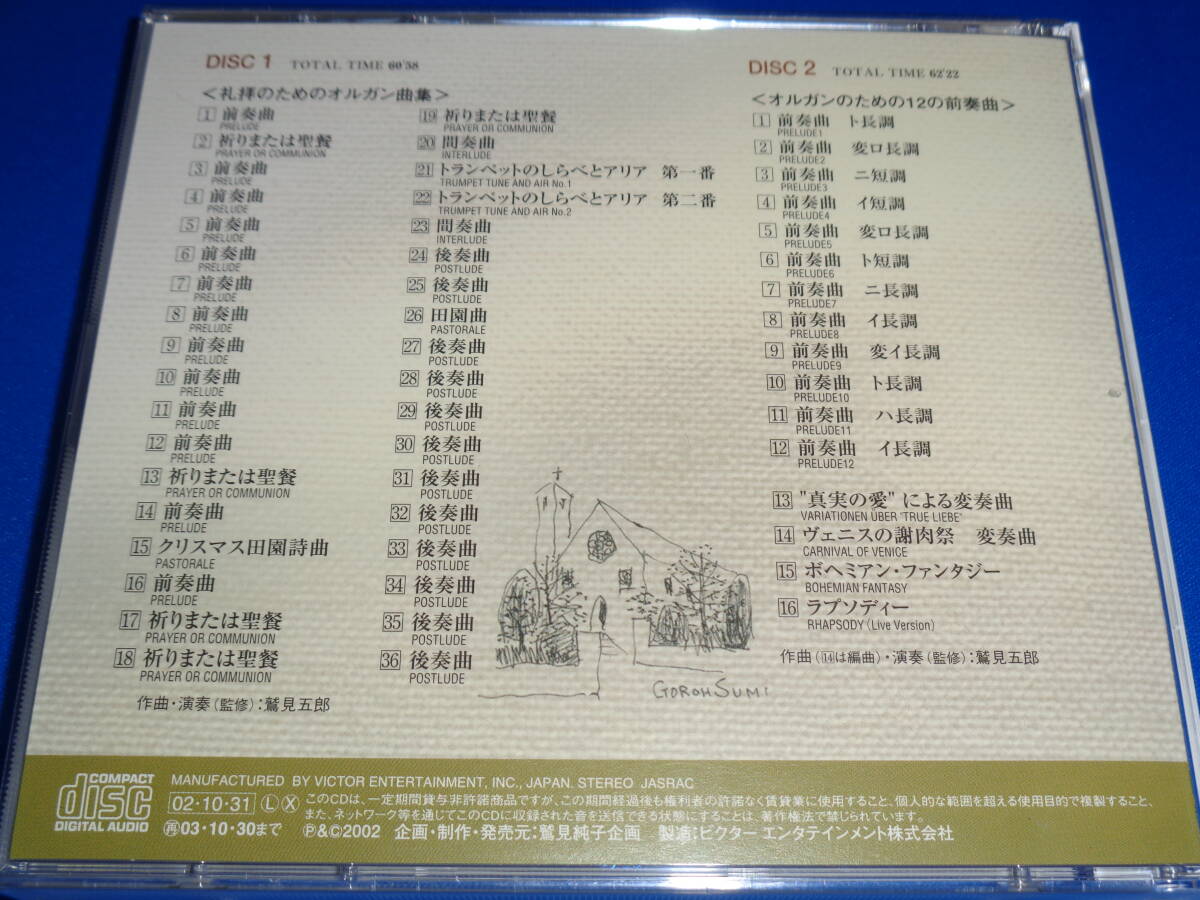 DISC 1 TOTAL TIME 60'58
<礼拝のためのオルガン曲集>
1 前奏曲
PRELUDE
2 祈りまたは聖餐
PRAYER OR COMMUNION
3 前奏曲
PRELUDE
4 前奏曲
PRELUDE
5 前奏曲
PRELUDE
6 前奏曲
PRELUDE
7 前奏曲
PRELUDE
8 前奏曲
PRELUDE
9 前奏曲
PRELUDE
10 前奏曲
PRELUDE
11 前奏曲
PRELUDE
12 前奏曲
PRELUDE
13 祈りまたは聖餐
PRAYER OR COMMUNION
14 前奏曲
PRELUDE
15 クリスマス田園詩曲
PASTORALE
16 前奏曲
PRELUDE
17 祈りまたは聖餐
PRAYER OR COMMUNION
18 祈りまたは聖餐
PRAYER OR COMMUNION
19 祈りまたは聖餐
PRAYER OR COMMUNION
20 間奏曲
INTERLUDE
21 トランペットのしらべとアリア 第一番
TRUMPET TUNE AND AIR No.1
22 トランペットのしらべとアリア 第二番
TRUMPET TUNE AND AIR No.2
23 間奏曲
INTERLUDE
24 後奏曲
POSTLUDE
25 後奏曲
POSTLUDE
26 田園曲
PASTORALE
27 後奏曲
POSTLUDE
28 後奏曲
POSTLUDE
29 後奏曲
POSTLUDE
30 後奏曲
POSTLUDE
31 後奏曲
POSTLUDE
32 後奏曲
POSTLUDE
33 後奏曲
POSTLUDE
34 後奏曲
POSTLUDE
35 後奏曲
POSTLUDE
36 後奏曲
POSTLUDE
作曲・演奏(監修):鷲見五郎
DISC 2 TOTAL TIME 62'22
<オルガンのための12の前奏曲>
1 前奏曲 ト長調
PRELUDE1
2 前奏曲 変ロ長調
PRELUDE2
3 前奏曲 ニ短調
PRELUDE3
4 前奏曲 イ短調
PRELUDE4
5 前奏曲 変ロ長調
PRELUDE5
6 前奏曲 ト短調
PRELUDE6
7 前奏曲 ニ長調
PRELUDE7
8 前奏曲 イ長調
PRELUDE8
9 前奏曲 変イ長調
PRELUDE9
10 前奏曲 ト長調
PRELUDE10
11 前奏曲 ハ長調
PRELUDE11
12 前奏曲 イ長調
PRELUDE12
13 "真実の愛"による変奏曲
VARIATIONEN ÜBER "TRUE LIEBE"
14 ヴェニスの謝肉祭 変奏曲
CARNIVAL OF VENICE
15 ボヘミアン・ファンタジー
BOHEMIAN FANTASY
16 ラプソディー
RHAPSODY (Live Version)
作曲(14は編曲)・演奏(監修):鷲見五郎
GOROH SUMI
COMPACT disc DIGITAL AUDIO
MANUFACTURED BY VICTOR ENTERTAINMENT, INC., JAPAN. STEREO JASRAC
02・10・31 Ⓛ Ⓧ このCDは、一定期間貸与非許諾商品ですが、この期間経過後も権利者の許諾なく賃貸業に使用すること、個人的な範囲を超える使用目的で複製すること、
また、ネットワーク等を通じてこのCDに収録された音を送信できる状態にすることは、著作権法で禁じられています。
㊞03・10・30まで ℗&©2002 企画・制作・発売元:鷲見純子企画 製造:ビクター エンタテインメント株式会社